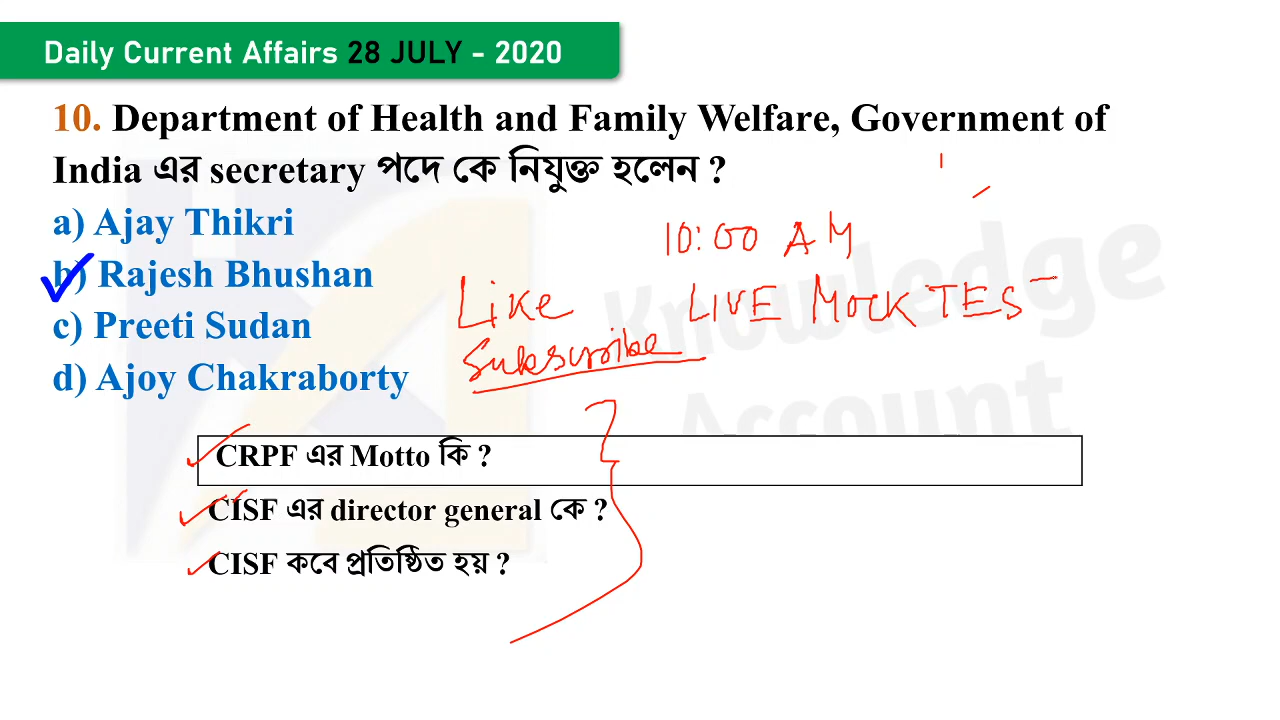 Daily Current Affairs 28 JULY - 2020
10. Department of Health and Family Welfare, Government of
India এর secretary পদে কে নিযুক্ত হলেন ?
a) Ajay Thikri
b) Rajesh Bhushan
c) Preeti Sudan
d) Ajoy Chakraborty
10:00 AM
Like LIVE MOCK TEST
Subscribe
Knowledge
Account
CRPF এর Motto কি ?
CISF এর director general কে ?
CISF কবে প্রতিষ্ঠিত হয় ?